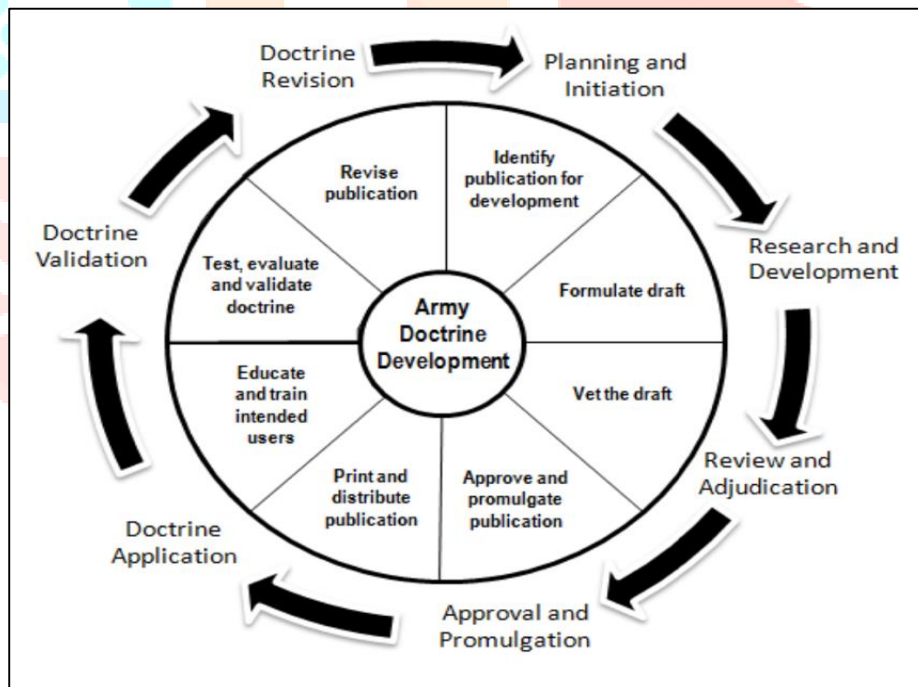 Doctrine
Revision
Planning and
Initiation
Research and
Development
Review and
Adjudication
Approval and
Promulgation
Doctrine
Application
Doctrine
Validation
Identify
publication for
development
Formulate draft
Vet the draft
Approve and
promulgate
publication
Print and
distribute
publication
Educate
and train
intended
users
Test, evaluate
and validate
doctrine
Revise
publication
Army
Doctrine
Development